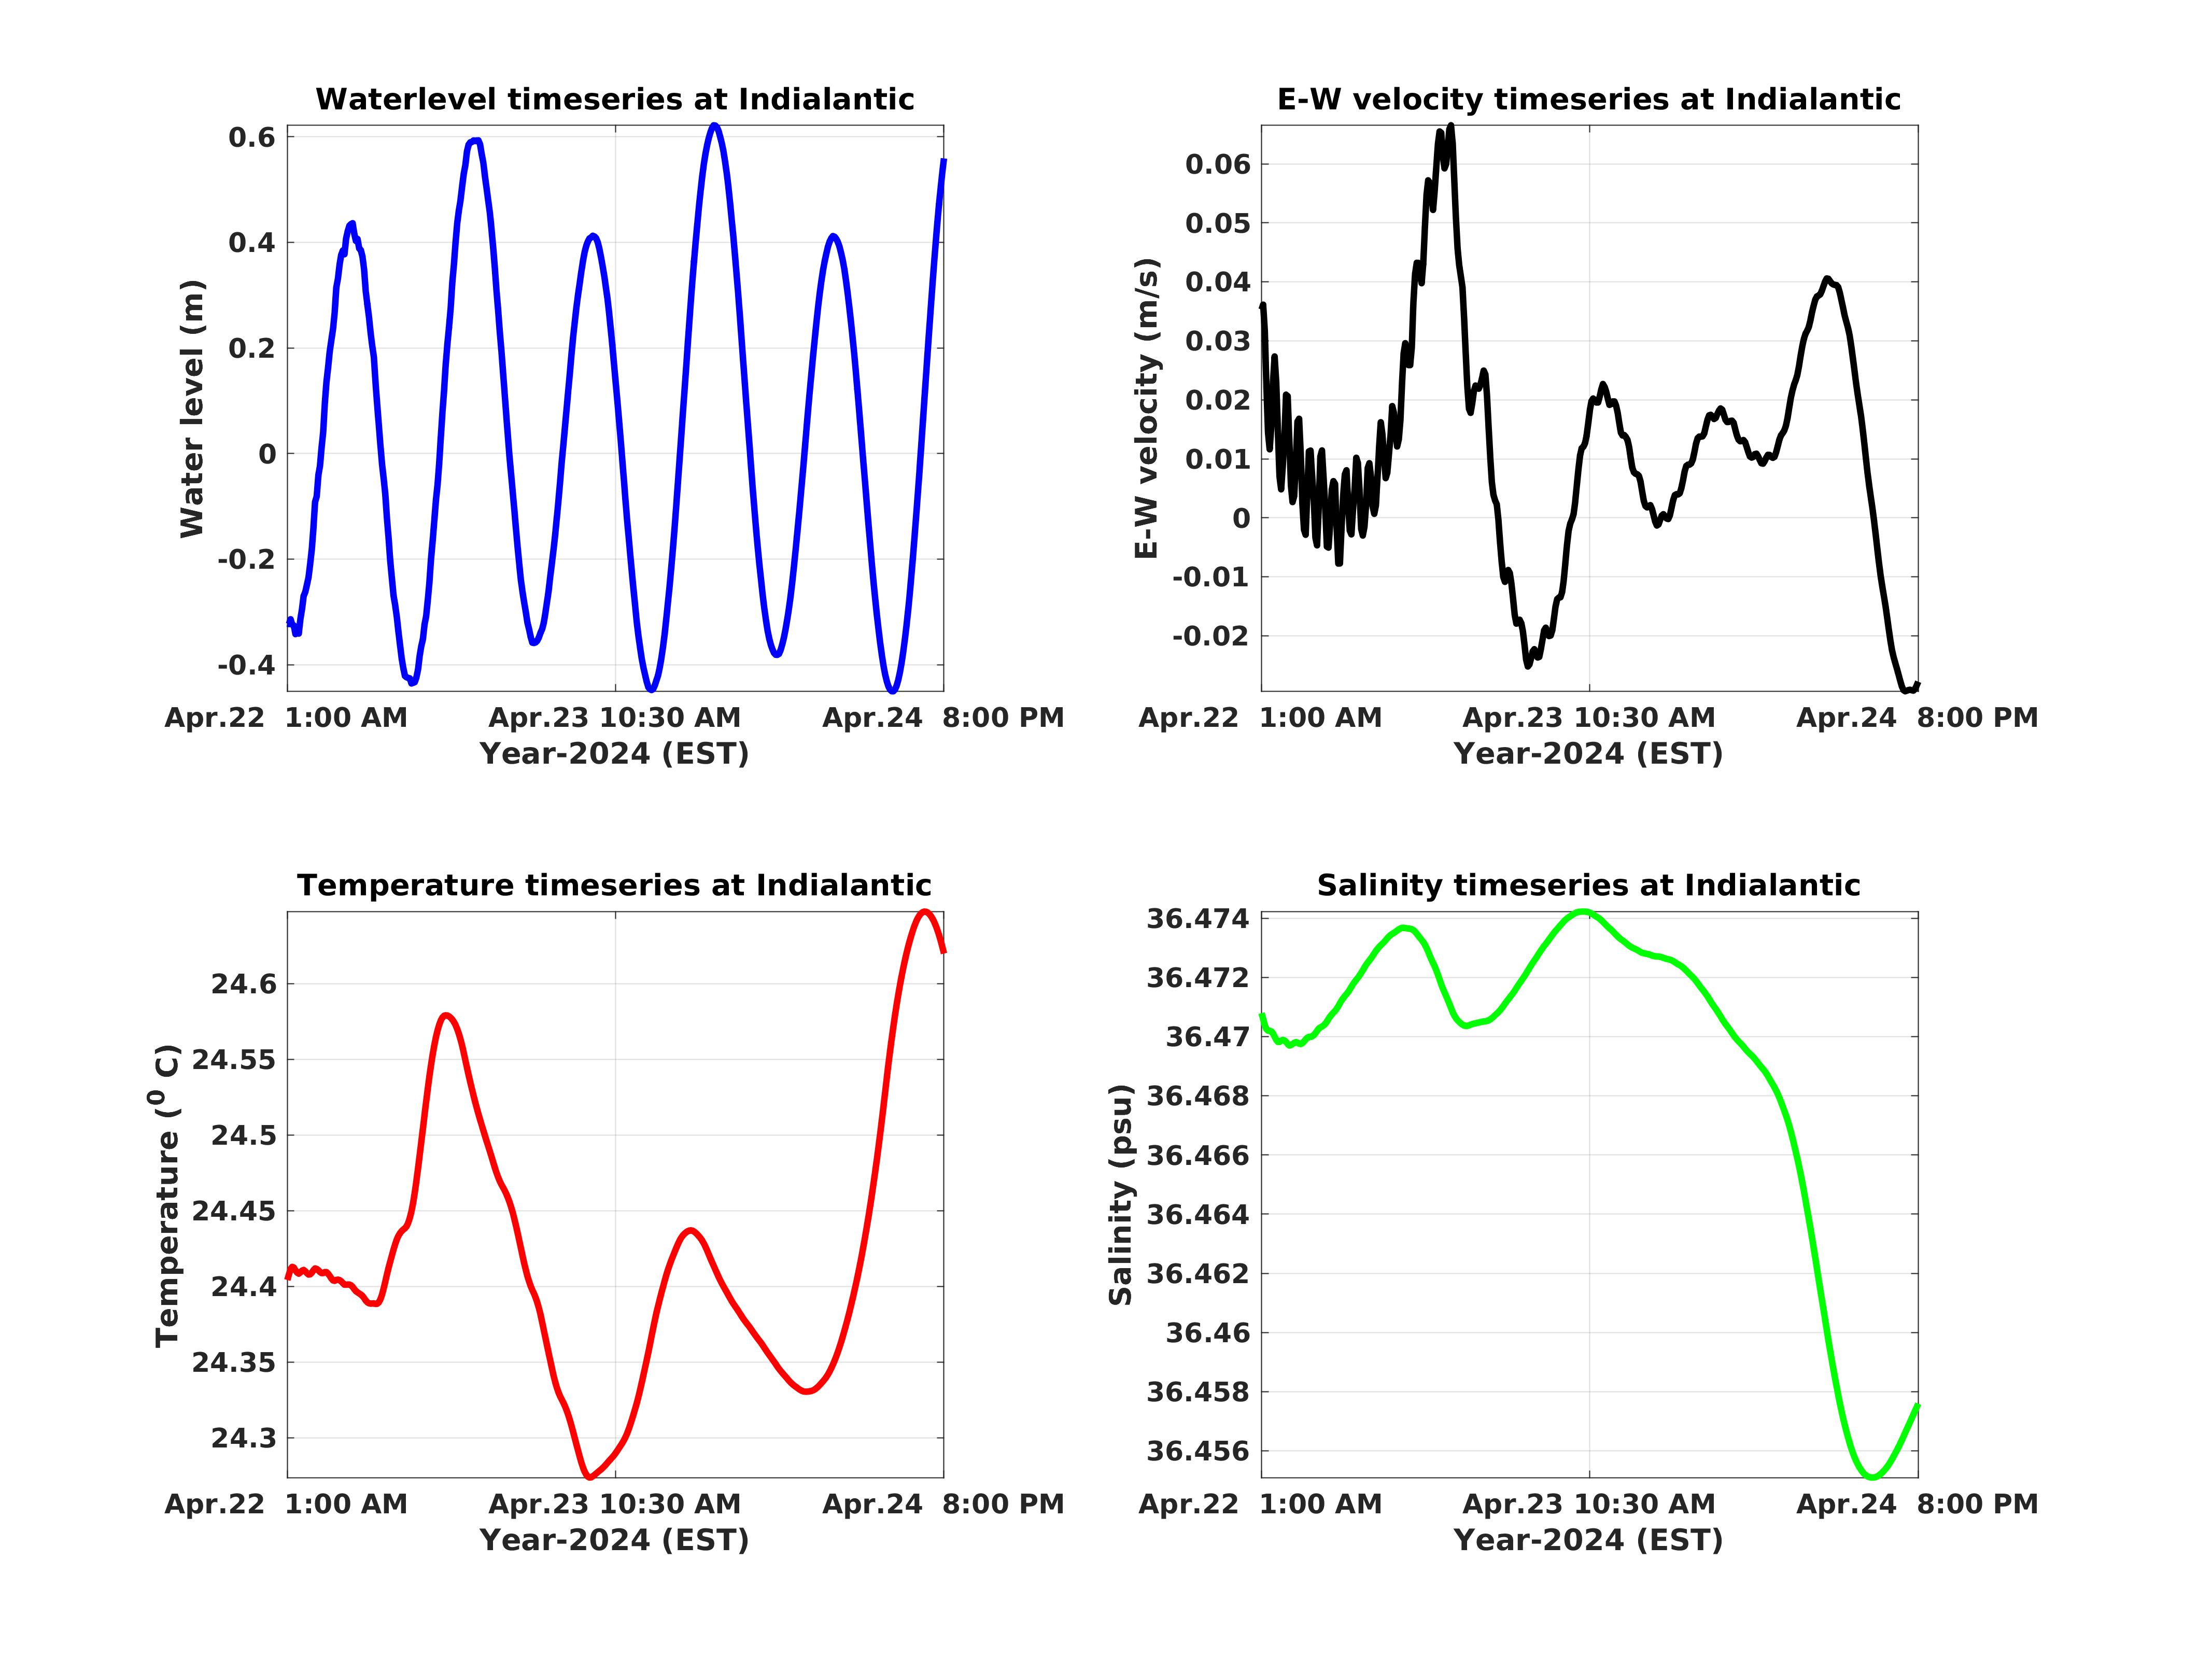 Waterlevel timeseries at Indialantic
0.6
0.4
0.2
0
-0.2
-0.4
Water level (m)
Apr.22 1:00 AM Apr.23 10:30 AM Apr.24 8:00 PM
Year-2024 (EST)
E-W velocity timeseries at Indialantic
0.06
0.05
0.04
0.03
0.02
0.01
0
-0.01
-0.02
E-W velocity (m/s)
Apr.22 1:00 AM Apr.23 10:30 AM Apr.24 8:00 PM
Year-2024 (EST)
Temperature timeseries at Indialantic
24.6
24.55
24.5
24.45
24.4
24.35
24.3
Temperature (⁰ C)
Apr.22 1:00 AM Apr.23 10:30 AM Apr.24 8:00 PM
Year-2024 (EST)
Salinity timeseries at Indialantic
36.474
36.472
36.47
36.468
36.466
36.464
36.462
36.46
36.458
36.456
Salinity (psu)
Apr.22 1:00 AM Apr.23 10:30 AM Apr.24 8:00 PM
Year-2024 (EST)